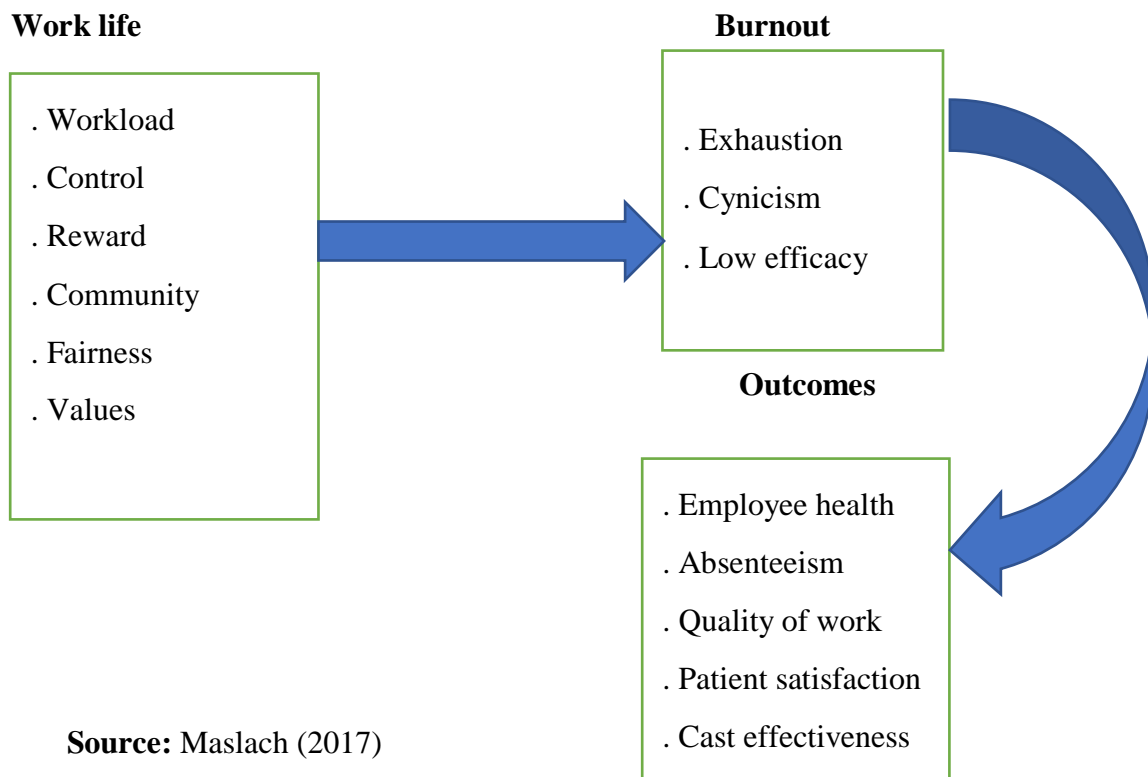 Work life
. Workload
. Control
. Reward
. Community
. Fairness
. Values
Burnout
. Exhaustion
. Cynicism
. Low efficacy
Outcomes
. Employee health
. Absenteeism
. Quality of work
. Patient satisfaction
. Cast effectiveness
Source: Maslach (2017)